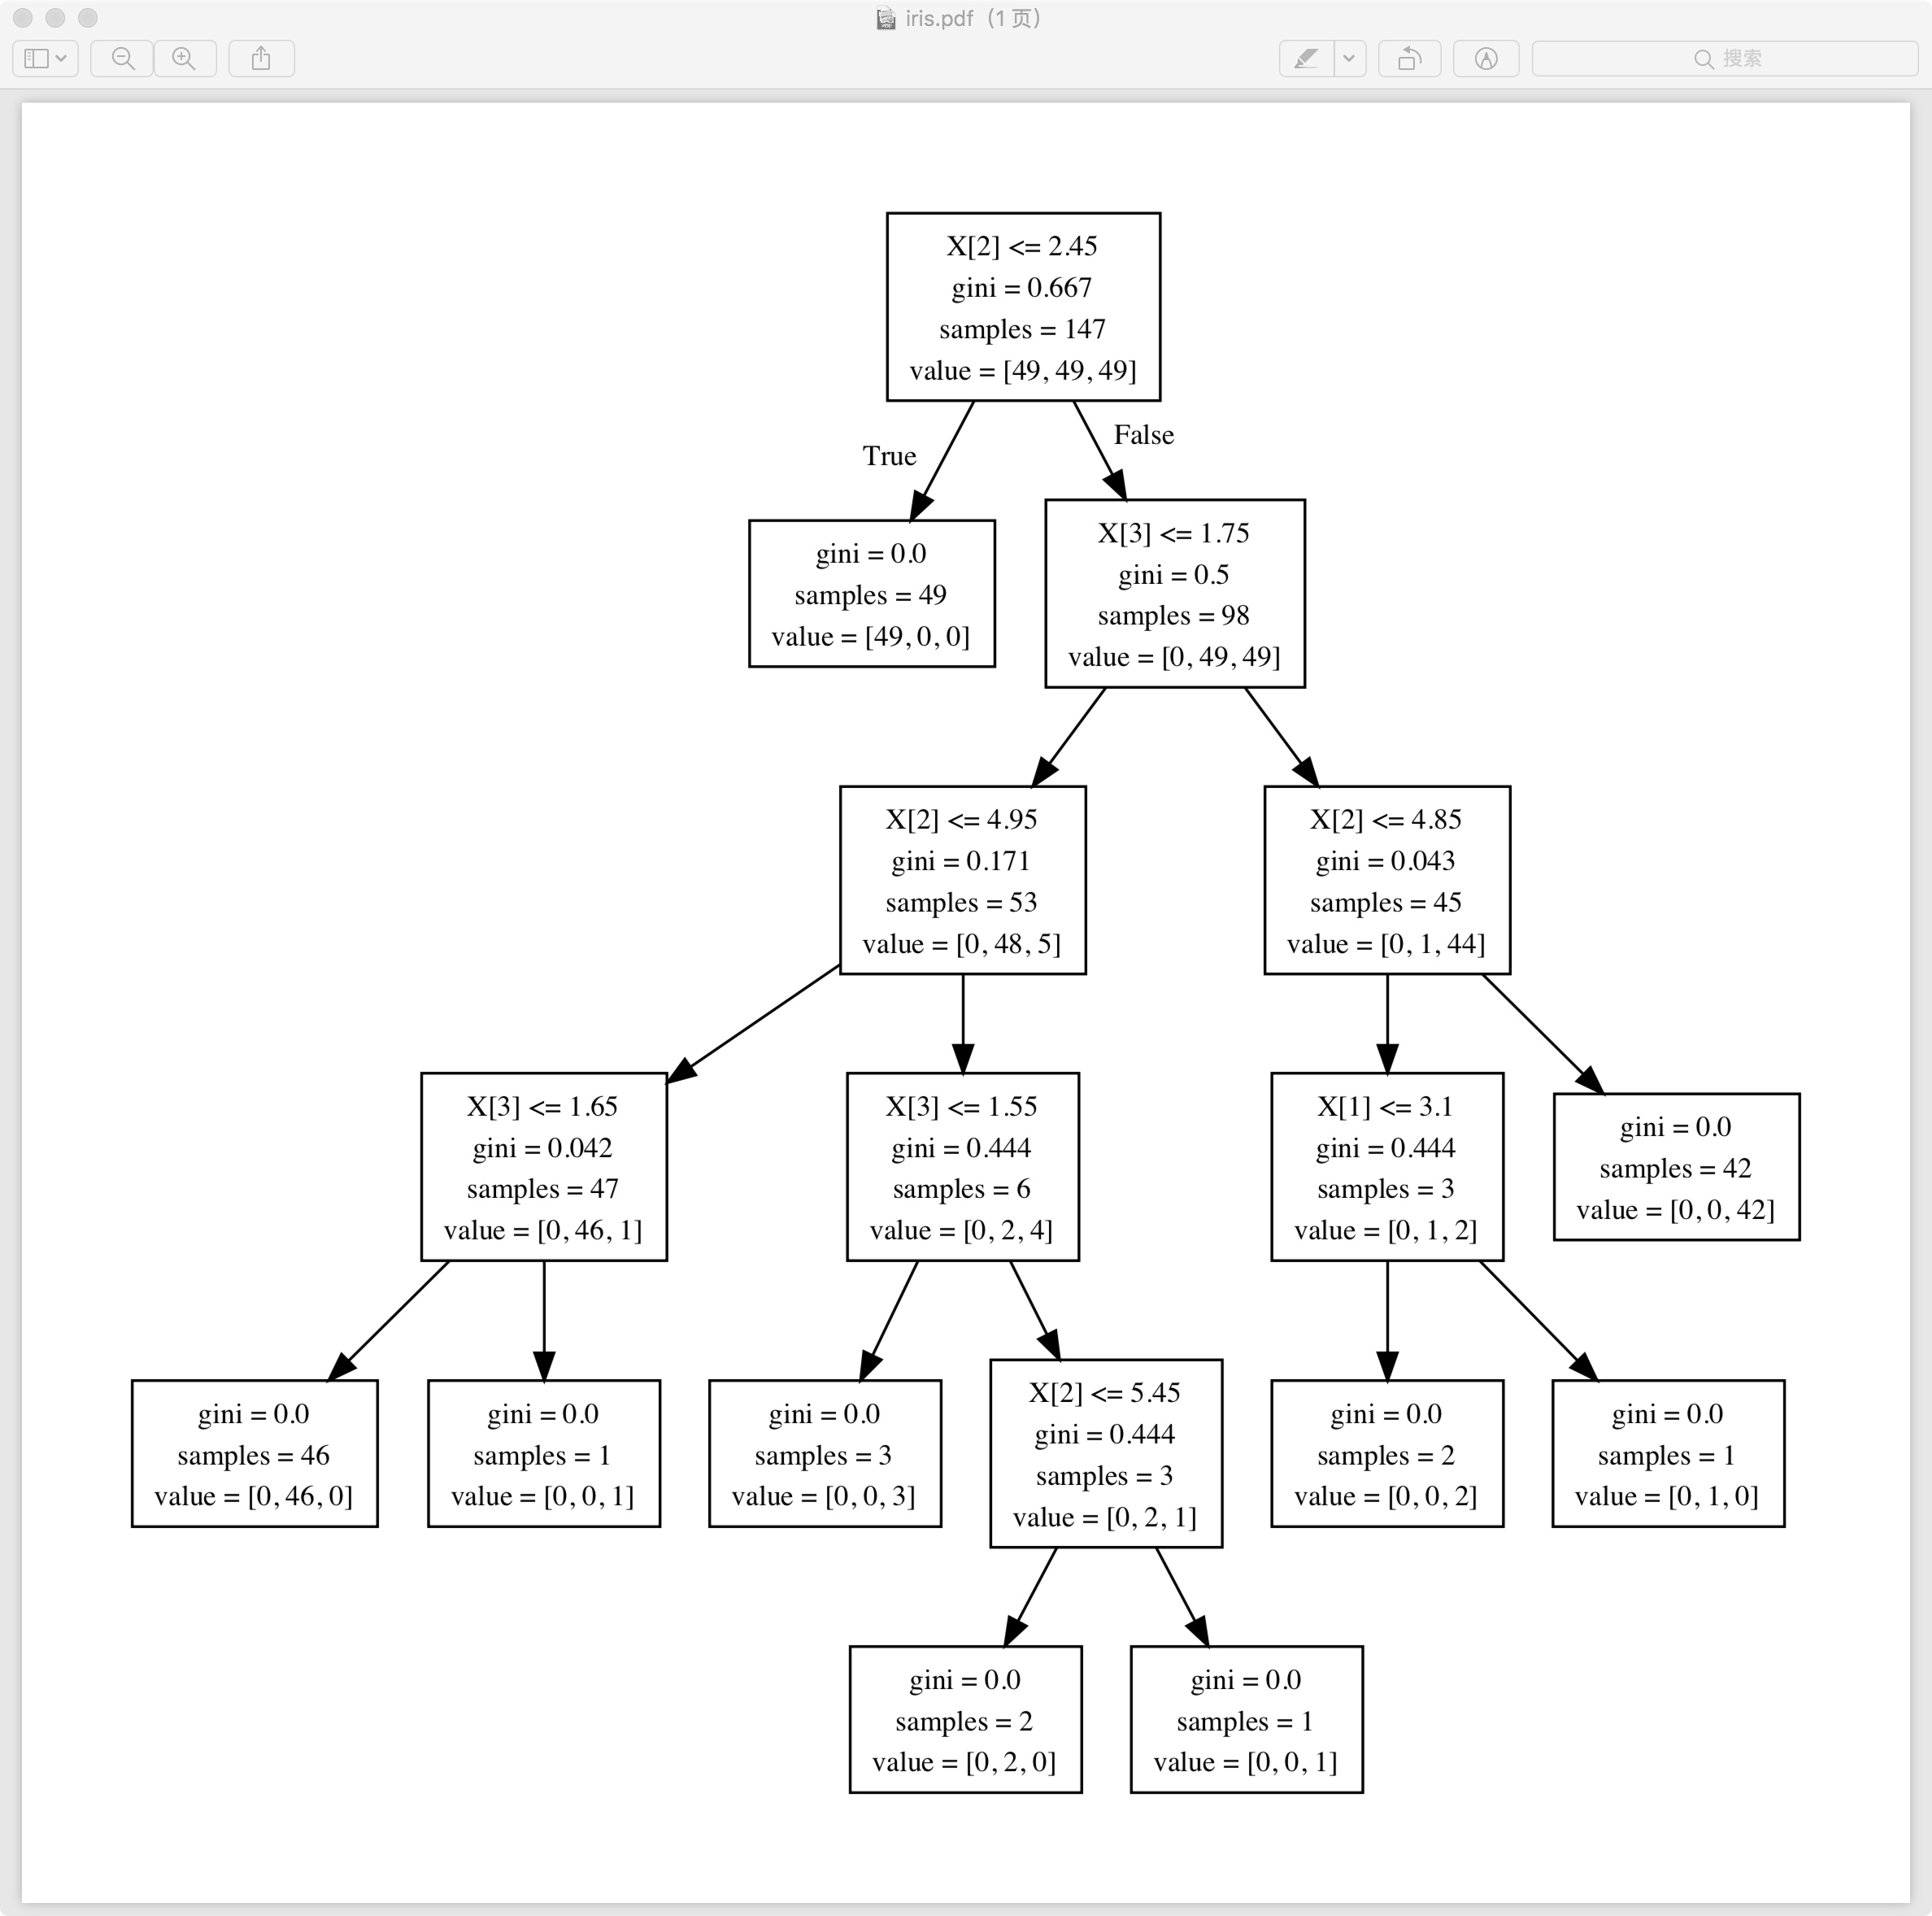 iris.pdf（1 页）
搜索
X[2] <= 2.45
gini = 0.667
samples = 147
value = [49, 49, 49]
True
False
gini = 0.0
samples = 49
value = [49, 0, 0]
X[3] <= 1.75
gini = 0.5
samples = 98
value = [0, 49, 49]
X[2] <= 4.95
gini = 0.171
samples = 53
value = [0, 48, 5]
X[2] <= 4.85
gini = 0.043
samples = 45
value = [0, 1, 44]
X[3] <= 1.65
gini = 0.042
samples = 47
value = [0, 46, 1]
X[3] <= 1.55
gini = 0.444
samples = 6
value = [0, 2, 4]
X[1] <= 3.1
gini = 0.444
samples = 3
value = [0, 1, 2]
gini = 0.0
samples = 42
value = [0, 0, 42]
gini = 0.0
samples = 46
value = [0, 46, 0]
gini = 0.0
samples = 1
value = [0, 0, 1]
gini = 0.0
samples = 3
value = [0, 0, 3]
X[2] <= 5.45
gini = 0.444
samples = 3
value = [0, 2, 1]
gini = 0.0
samples = 2
value = [0, 0, 2]
gini = 0.0
samples = 1
value = [0, 1, 0]
gini = 0.0
samples = 2
value = [0, 2, 0]
gini = 0.0
samples = 1
value = [0, 0, 1]